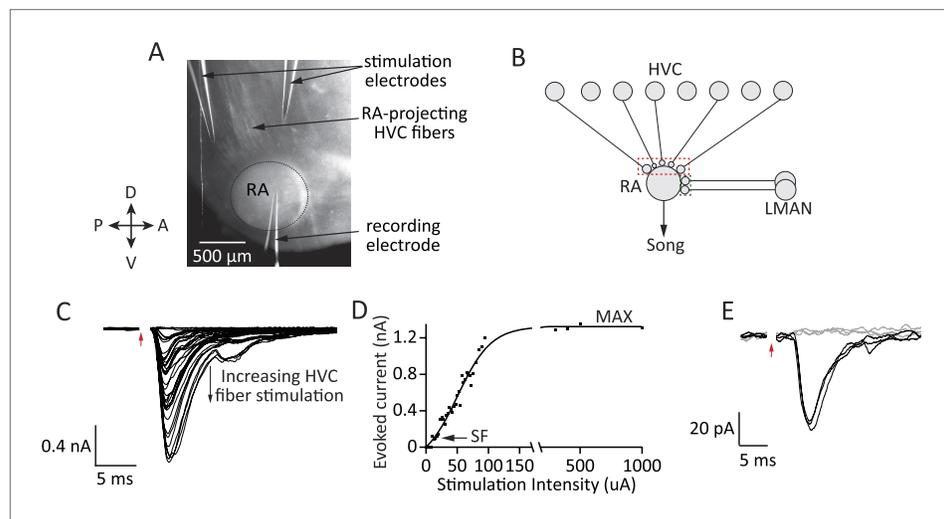 A
stimulation
electrodes
RA-projecting
HVC fibers
RA
recording
electrode
500 μm
D
P
A
V
B
HVC
RA
LMAN
Song
C
Increasing HVC
fiber stimulation
0.4 nA
5 ms
D
Evoked current (nA)
1.2
0.8
0.4
0
MAX
SF
0 50 100 150 500 1000
Stimulation Intensity (uA)
E
20 pA
5 ms